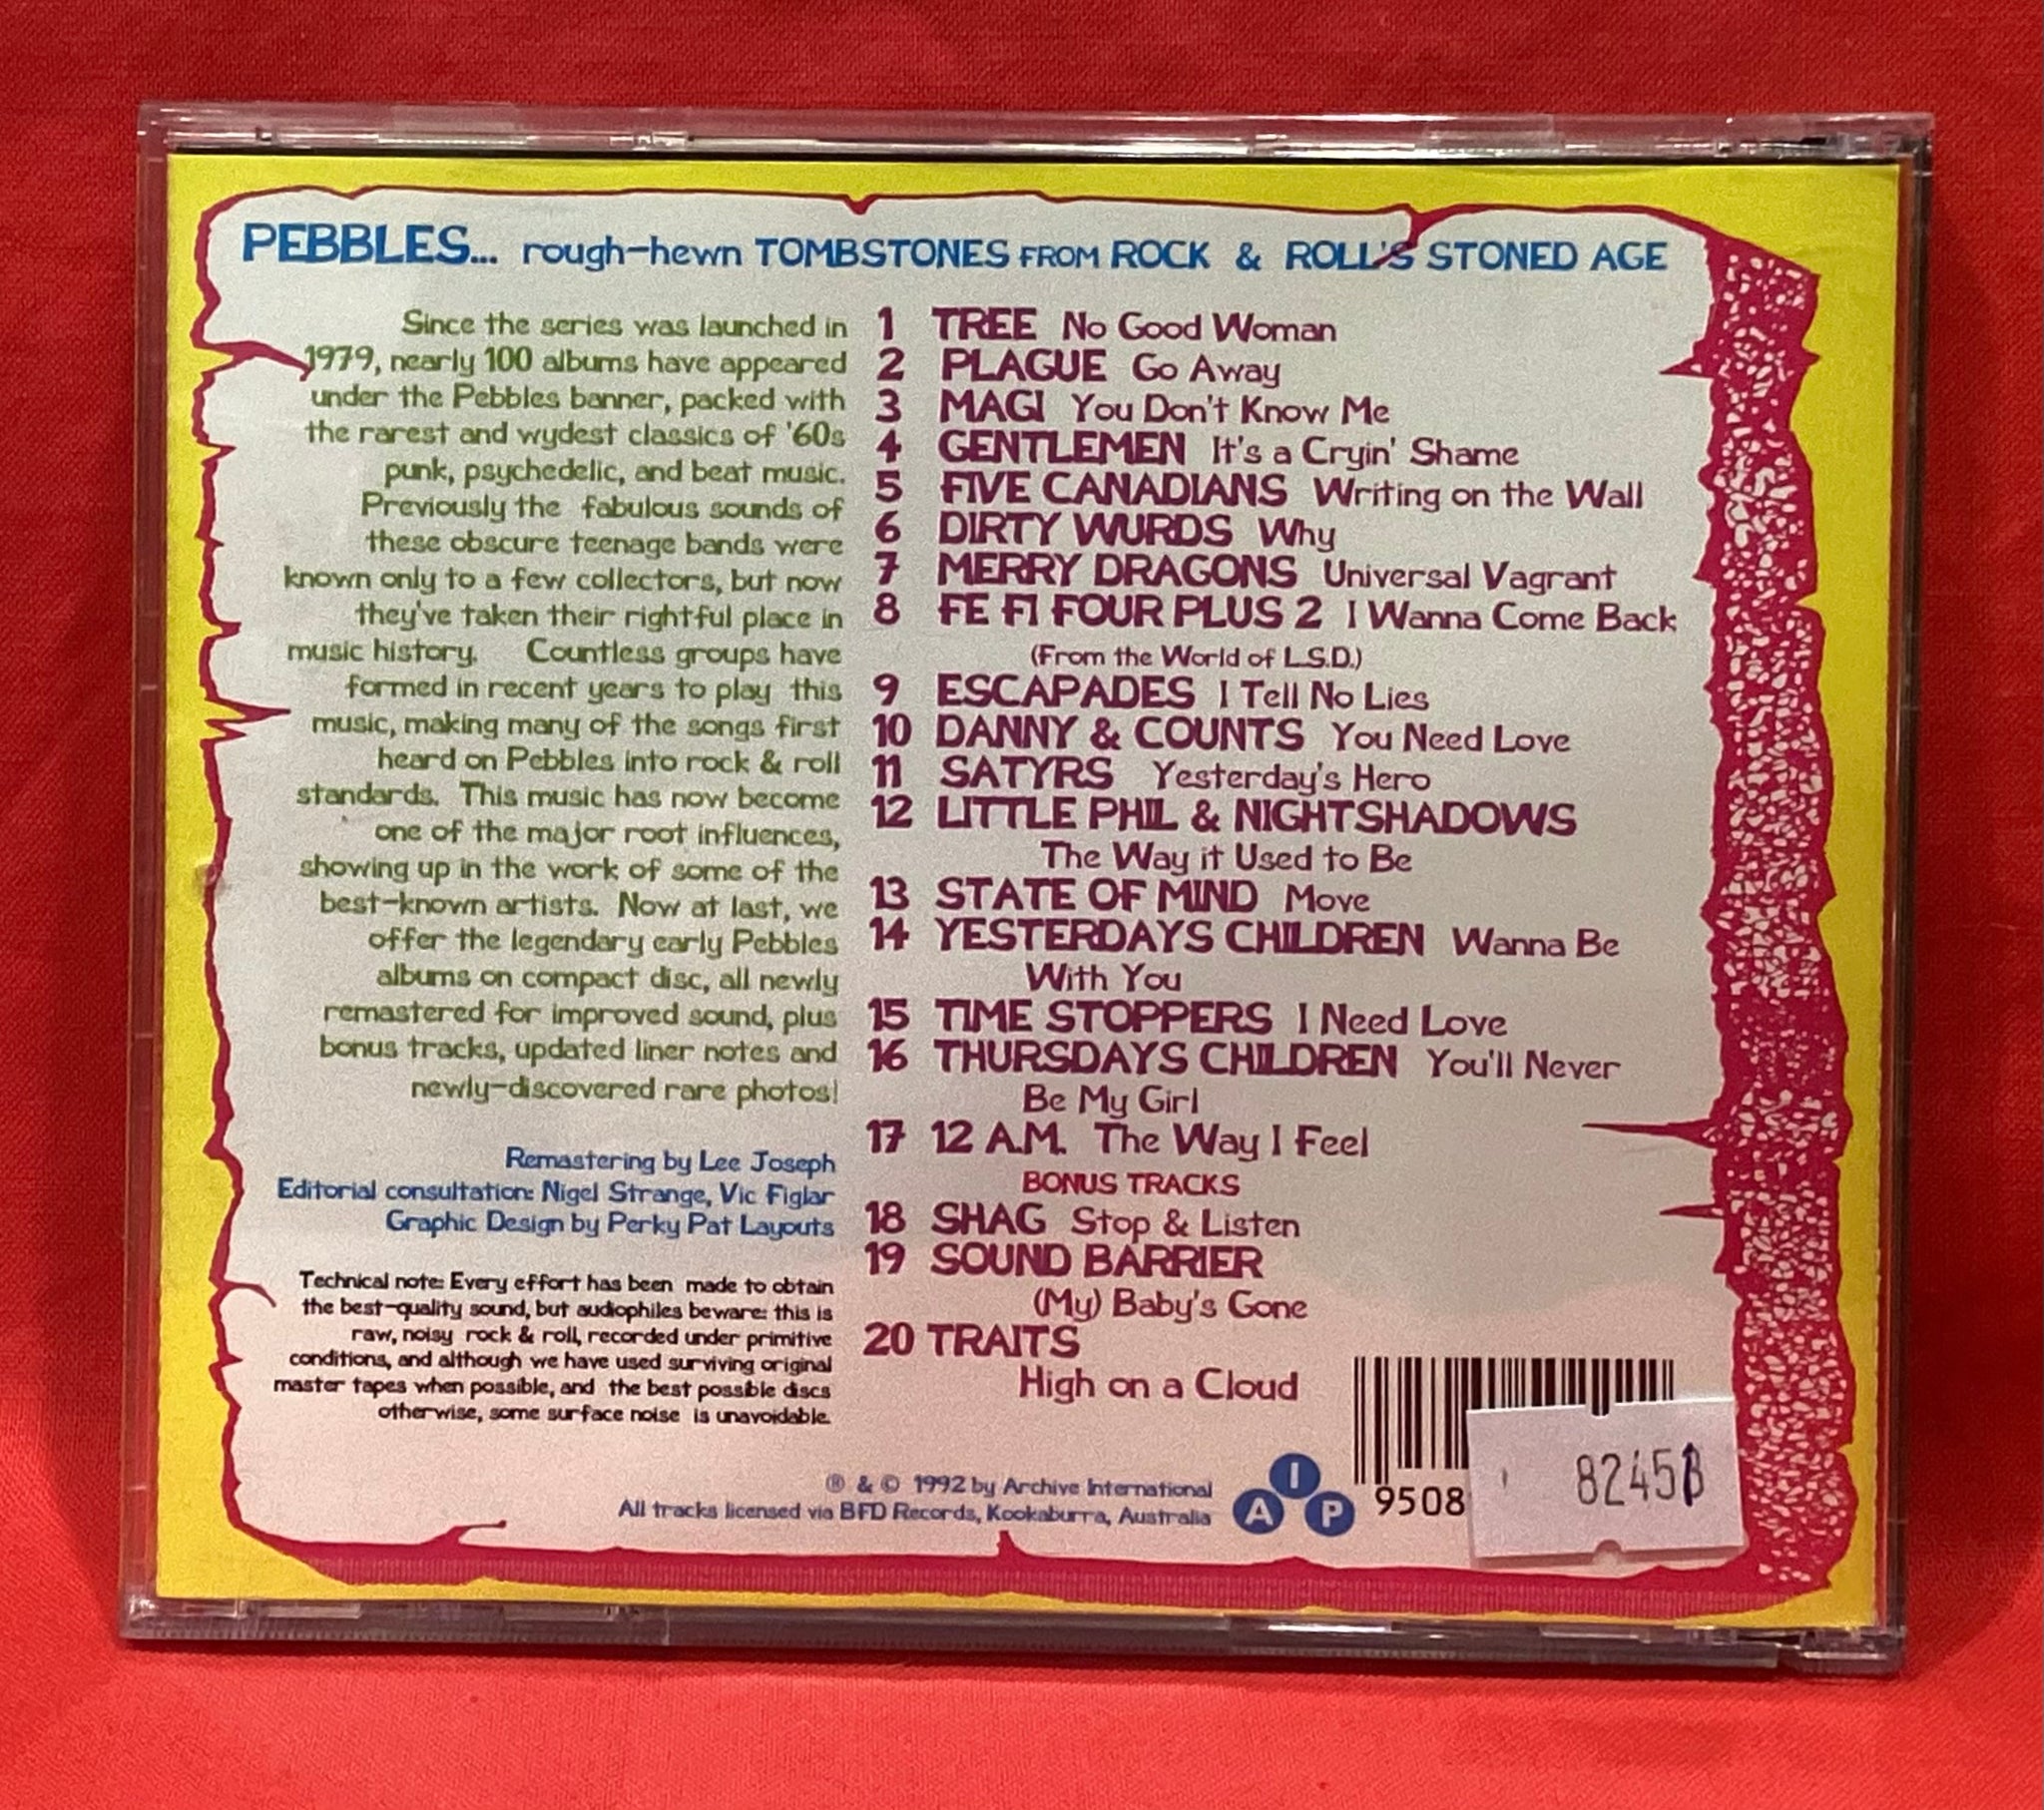 PEBBLES... rough-hewn TOMBSTONES FROM ROCK & ROLL'S STONED AGE
Since the series was launched in
1979, nearly 100 albums have appeared
under the Pebbles banner, packed with
the rarest and wydest classics of '60s
punk, psychedelic, and beat music.
Previously the fabulous sounds of
these obscure teenage bands were
known only to a few collectors, but now
they've taken their rightful place in
music history. Countless groups have
formed in recent years to play this
music, making many of the songs first
heard on Pebbles into rock & roll
standards. This music has now become
one of the major root influences,
showing up in the work of some of the
best-known artists. Now at last, we
offer the legendary early Pebbles
albums on compact disc, all newly
remastered for improved sound, plus
bonus tracks, updated liner notes and
newly-discovered rare photos!
Remastering by Lee Joseph
Editorial consultation: Nigel Strange, Vic Figlar
Graphic Design by Perky Pat Layouts
Technical note: Every effort has been made to obtain
the best-quality sound, but audiophiles beware: this is
raw, noisy rock & roll, recorded under primitive
conditions, and although we have used surviving original
master tapes when possible, and the best possible discs
otherwise, some surface noise is unavoidable.
1 TREE No Good Woman
2 PLAGUE Go Away
3 MAGI You Don't Know Me
4 GENTLEMEN It's a Cryin' Shame
5 FIVE CANADIANS Writing on the Wall
6 DIRTY WURDS Why
7 MERRY DRAGONS Universal Vagrant
8 FE FI FOUR PLUS 2 I Wanna Come Back
(From the World of L.S.D.)
9 ESCAPADES I Tell No Lies
10 DANNY & COUNTS You Need Love
11 SATYRS Yesterday's Hero
12 LITTLE PHIL & NIGHTSHADOWS
The Way it Used to Be
13 STATE OF MIND Move
14 YESTERDAYS CHILDREN Wanna Be
With You
15 TIME STOPPERS I Need Love
16 THURSDAYS CHILDREN You'll Never
Be My Girl
17 12 A.M. The Way I Feel
BONUS TRACKS
18 SHAG Stop & Listen
19 SOUND BARRIER
(My) Baby's Gone
20 TRAITS
High on a Cloud
® & © 1992 by Archive International
All tracks licensed via BFD Records, Kookaburra, Australia
A I P
9508